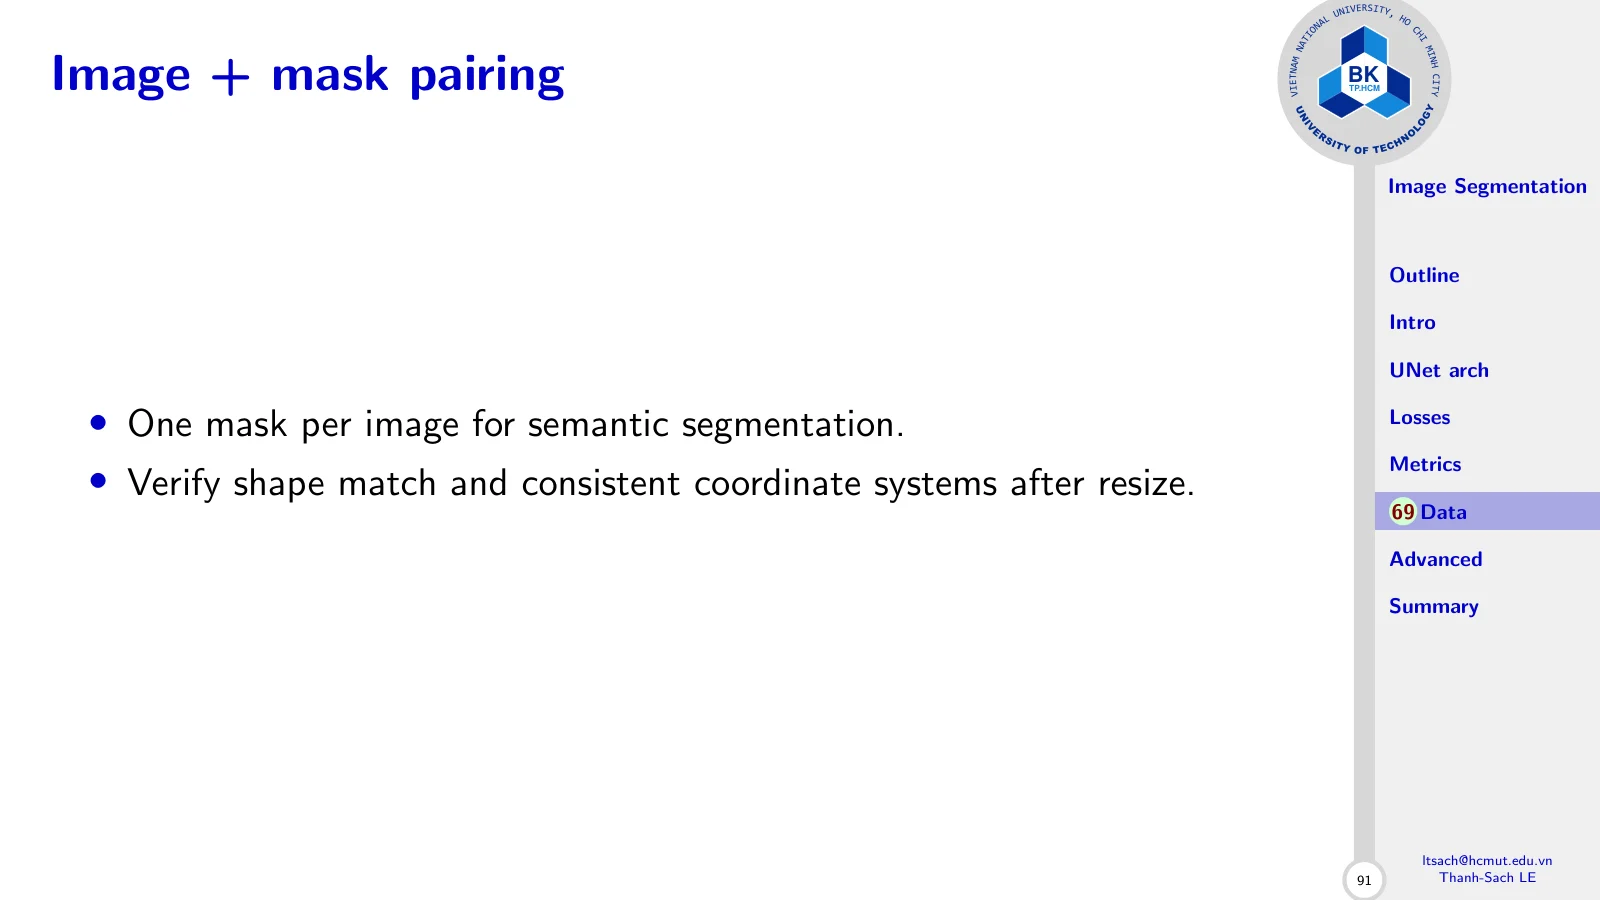 Image + mask pairing
• One mask per image for semantic segmentation.
• Verify shape match and consistent coordinate systems after resize.
VIETNAM NATIONAL UNIVERSITY, HO CHI MINH CITY
BK
TP.HCM
UNIVERSITY OF TECHNOLOGY
Image Segmentation
Outline
Intro
UNet arch
Losses
Metrics
69 Data
Advanced
Summary
ltsach@hcmut.edu.vn
Thanh-Sach LE
91